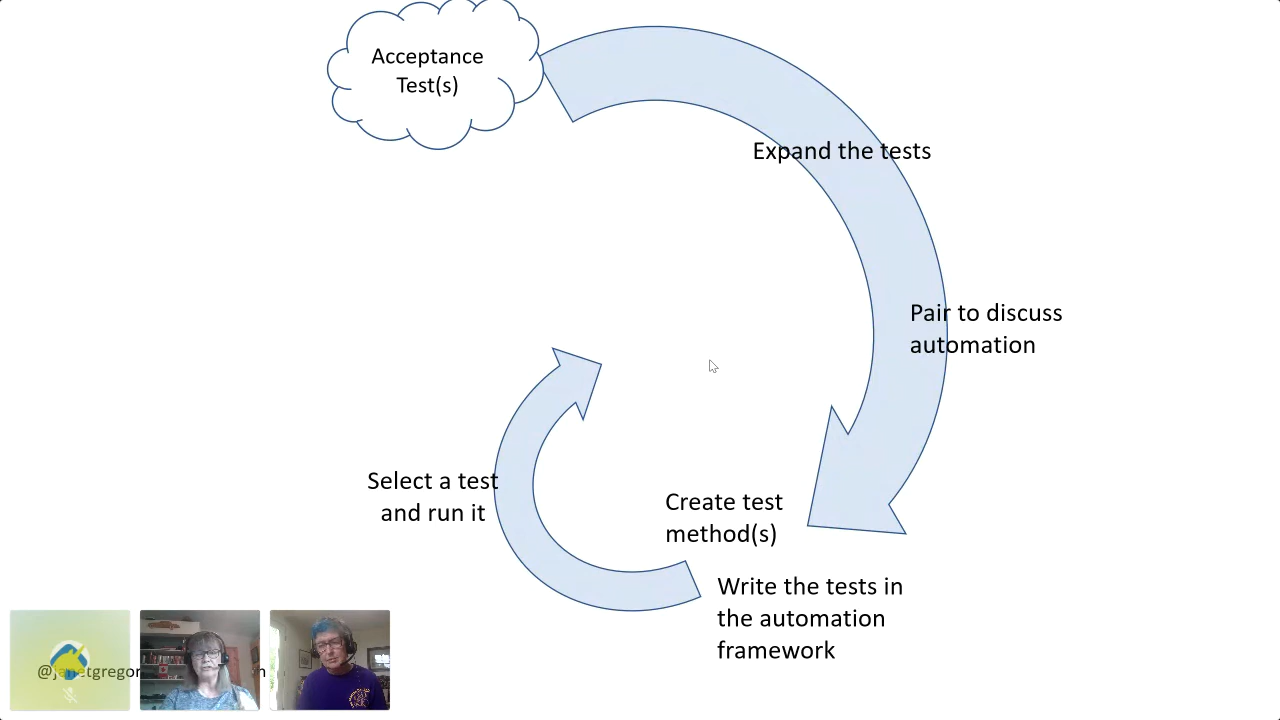 Acceptance
Test(s)
Expand the tests
Pair to discuss
automation
Select a test
and run it
Create test
method(s)
Write the tests in
the automation
framework